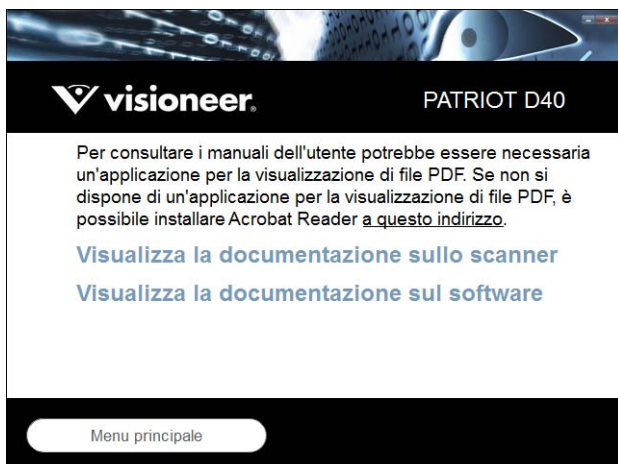 visioneer.
PATRIOT D40
Per consultare i manuali dell'utente potrebbe essere necessaria
un'applicazione per la visualizzazione di file PDF. Se non si
dispone di un'applicazione per la visualizzazione di file PDF, è
possibile installare Acrobat Reader a questo indirizzo.
Visualizza la documentazione sullo scanner
Visualizza la documentazione sul software
Menu principale